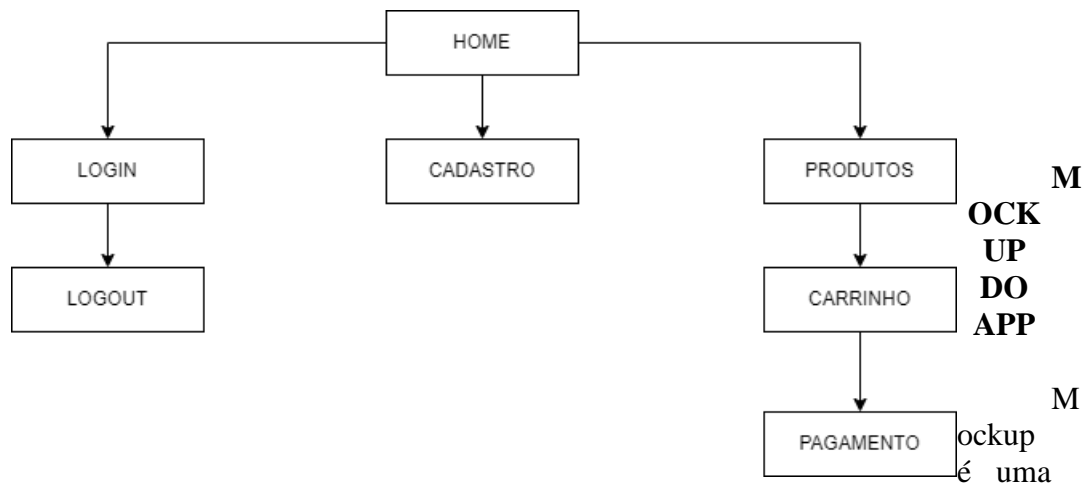 HOME
LOGIN
CADASTRO
PRODUTOS
LOGOUT
CARRINHO
PAGAMENTO
M
OCK
UP
DO
APP
M
ockup
é uma